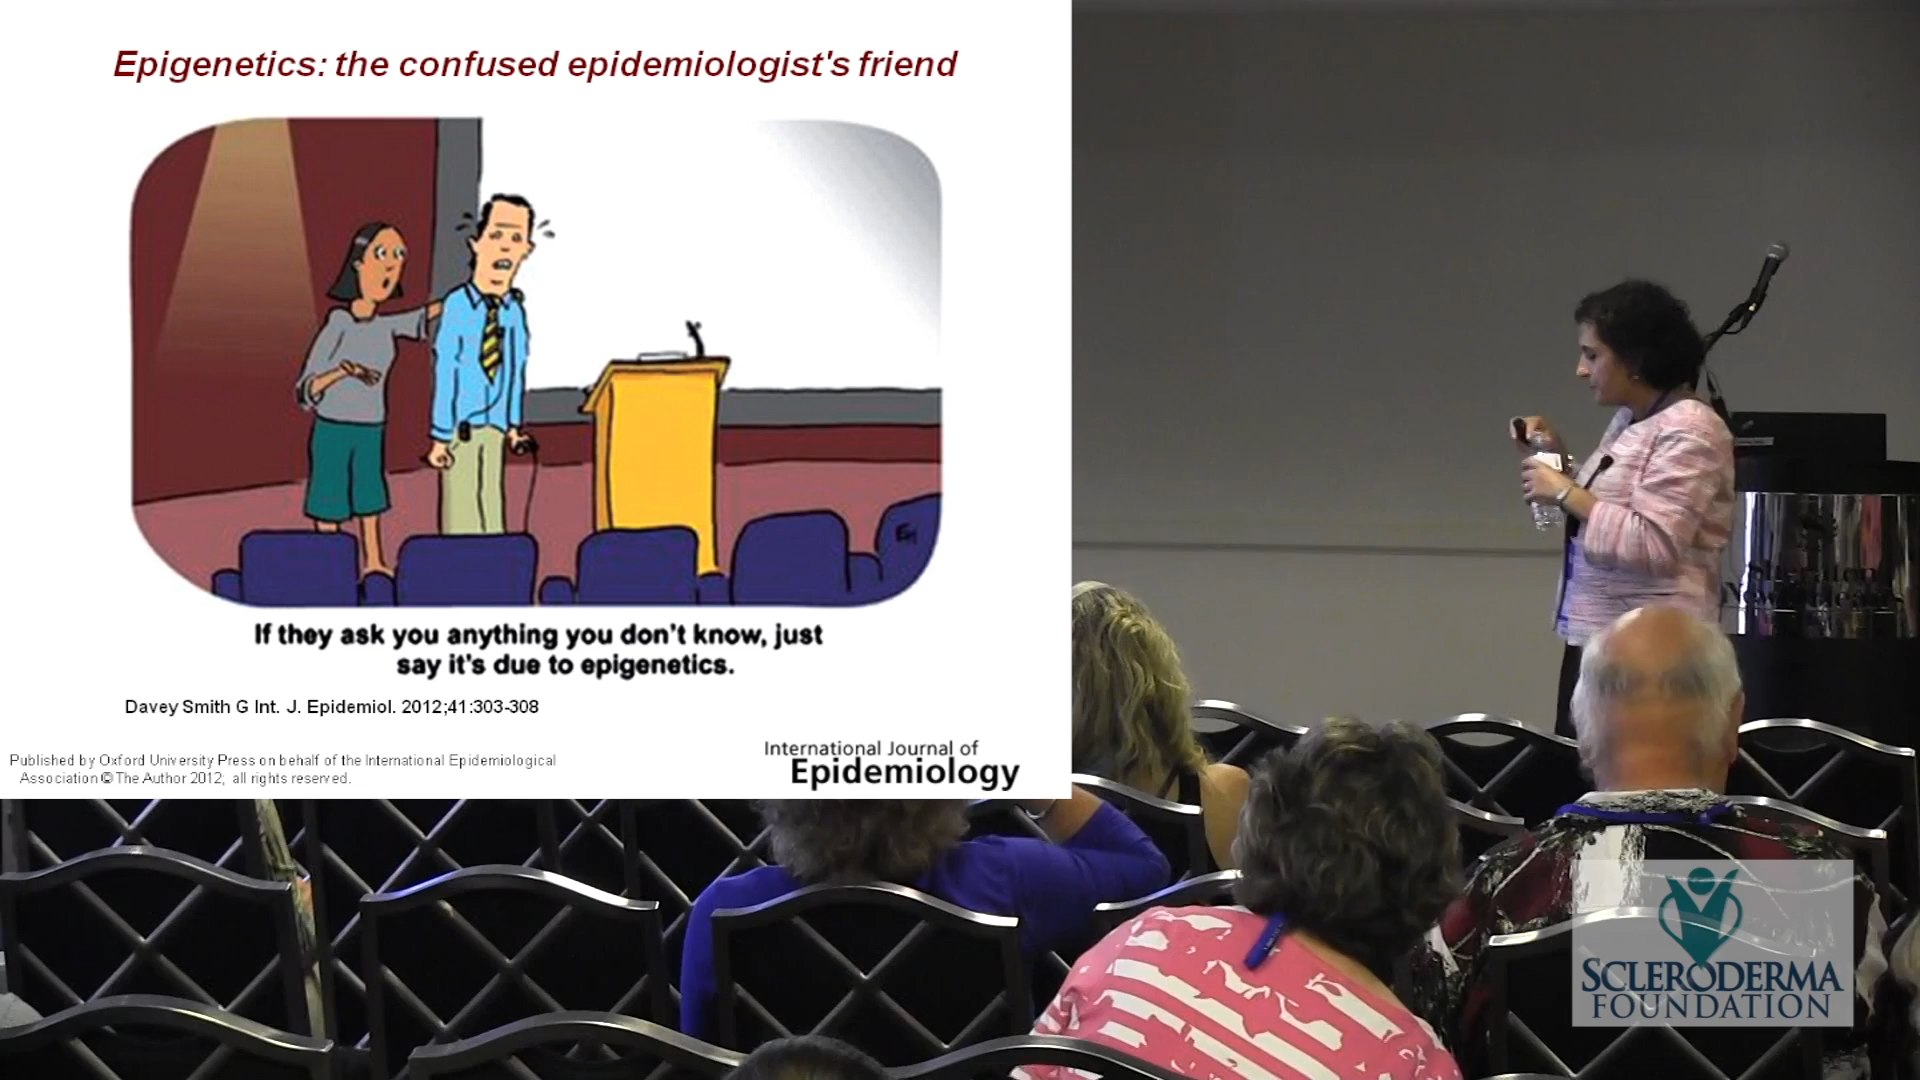 Epigenetics: the confused epidemiologist's friend
EM
If they ask you anything you don't know, just
say it's due to epigenetics.
Davey Smith G Int. J. Epidemiol. 2012;41:303-308
Published by Oxford University Press on behalf of the International Epidemiological
Association © The Author 2012; all rights reserved.
International Journal of
Epidemiology
SCLERODERMA
FOUNDATION